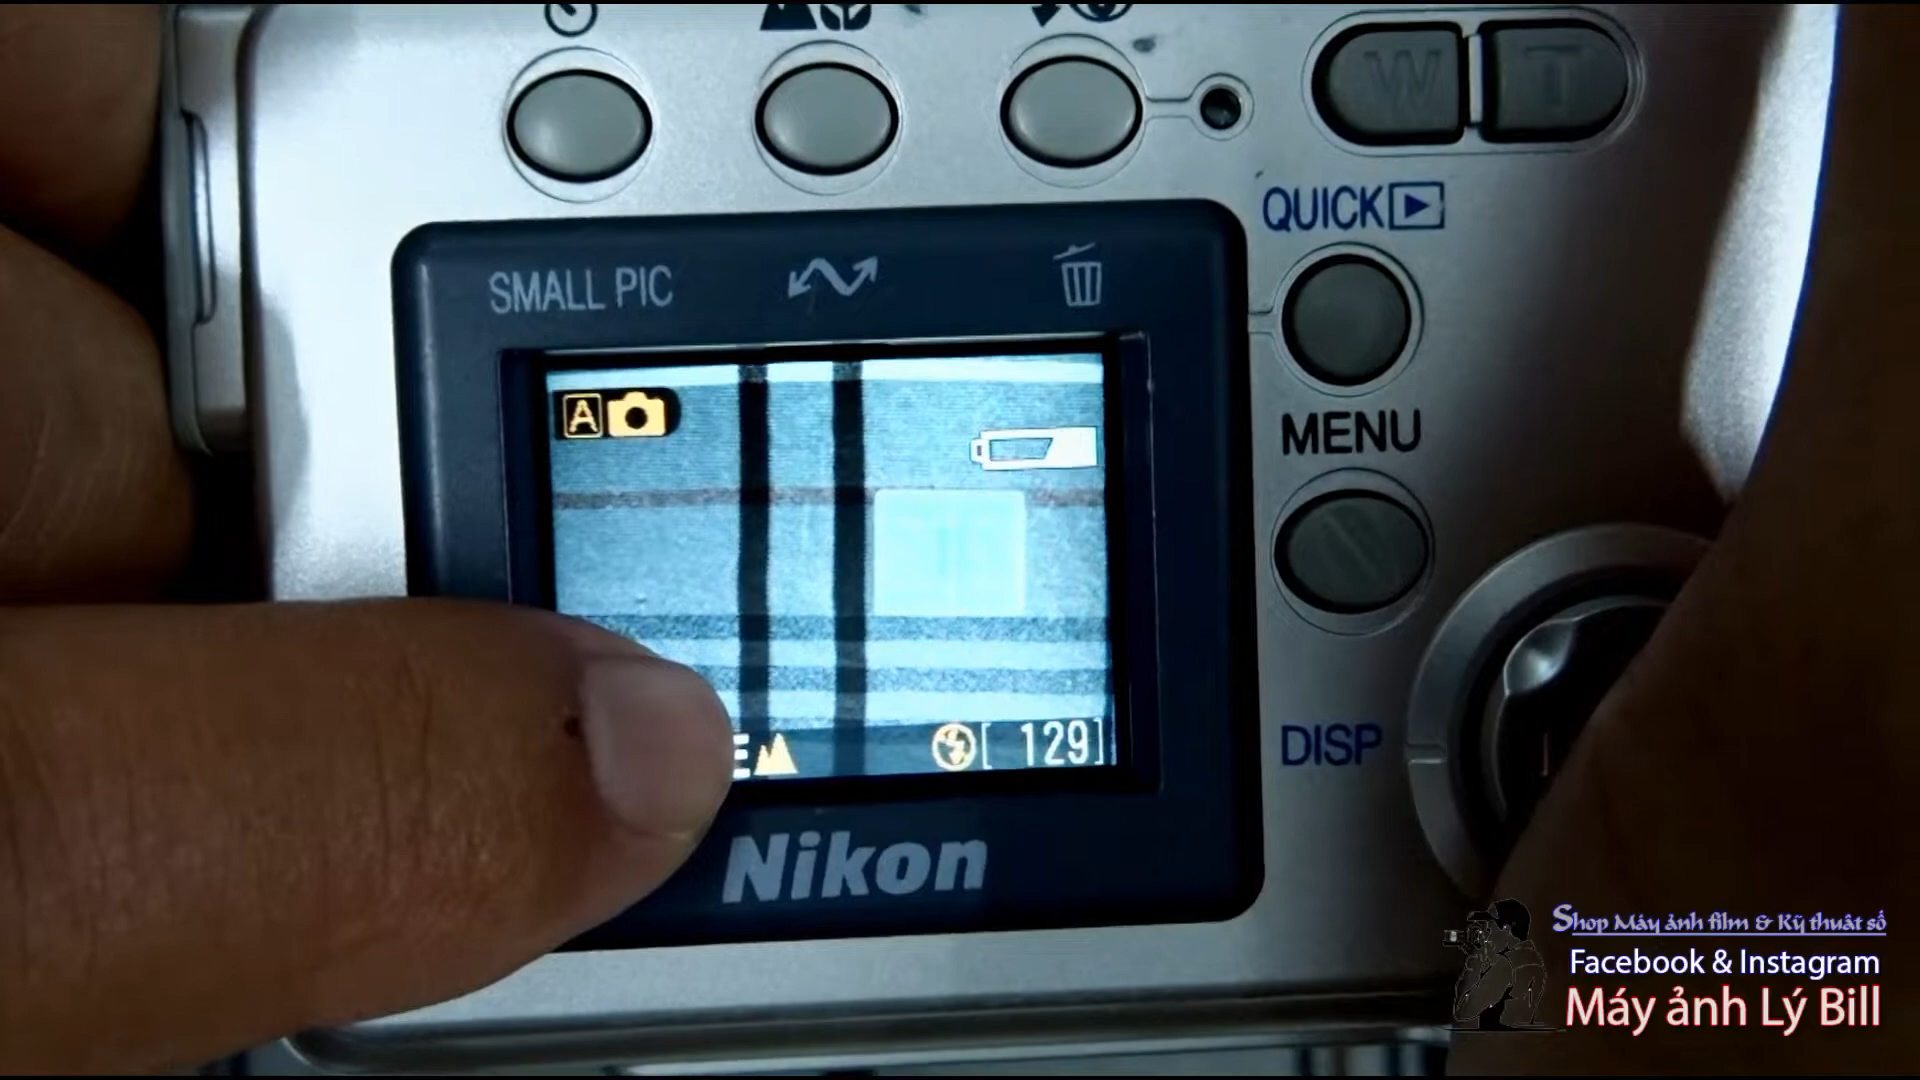 W T
QUICK
SMALL PIC
A
MENU
E
[ 129]
DISP
Nikon
Shop Máy ảnh film & Kỹ thuât số
Facebook & Instagram
Máy ảnh Lý Bill